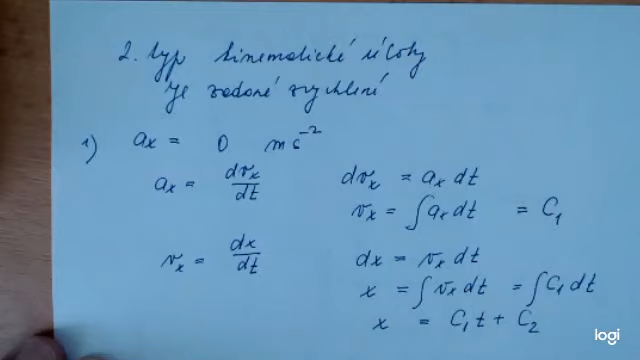 2. typ kinematické úlohy
Je zadané zrychlení
1) ax = 0 ms⁻²
ax = dvx/dt dvx = ax dt
vx = ∫ax dt = C1
vx = dx/dt dx = vx dt
x = ∫vx dt = ∫C1 dt
x = C1 t + C2
logi